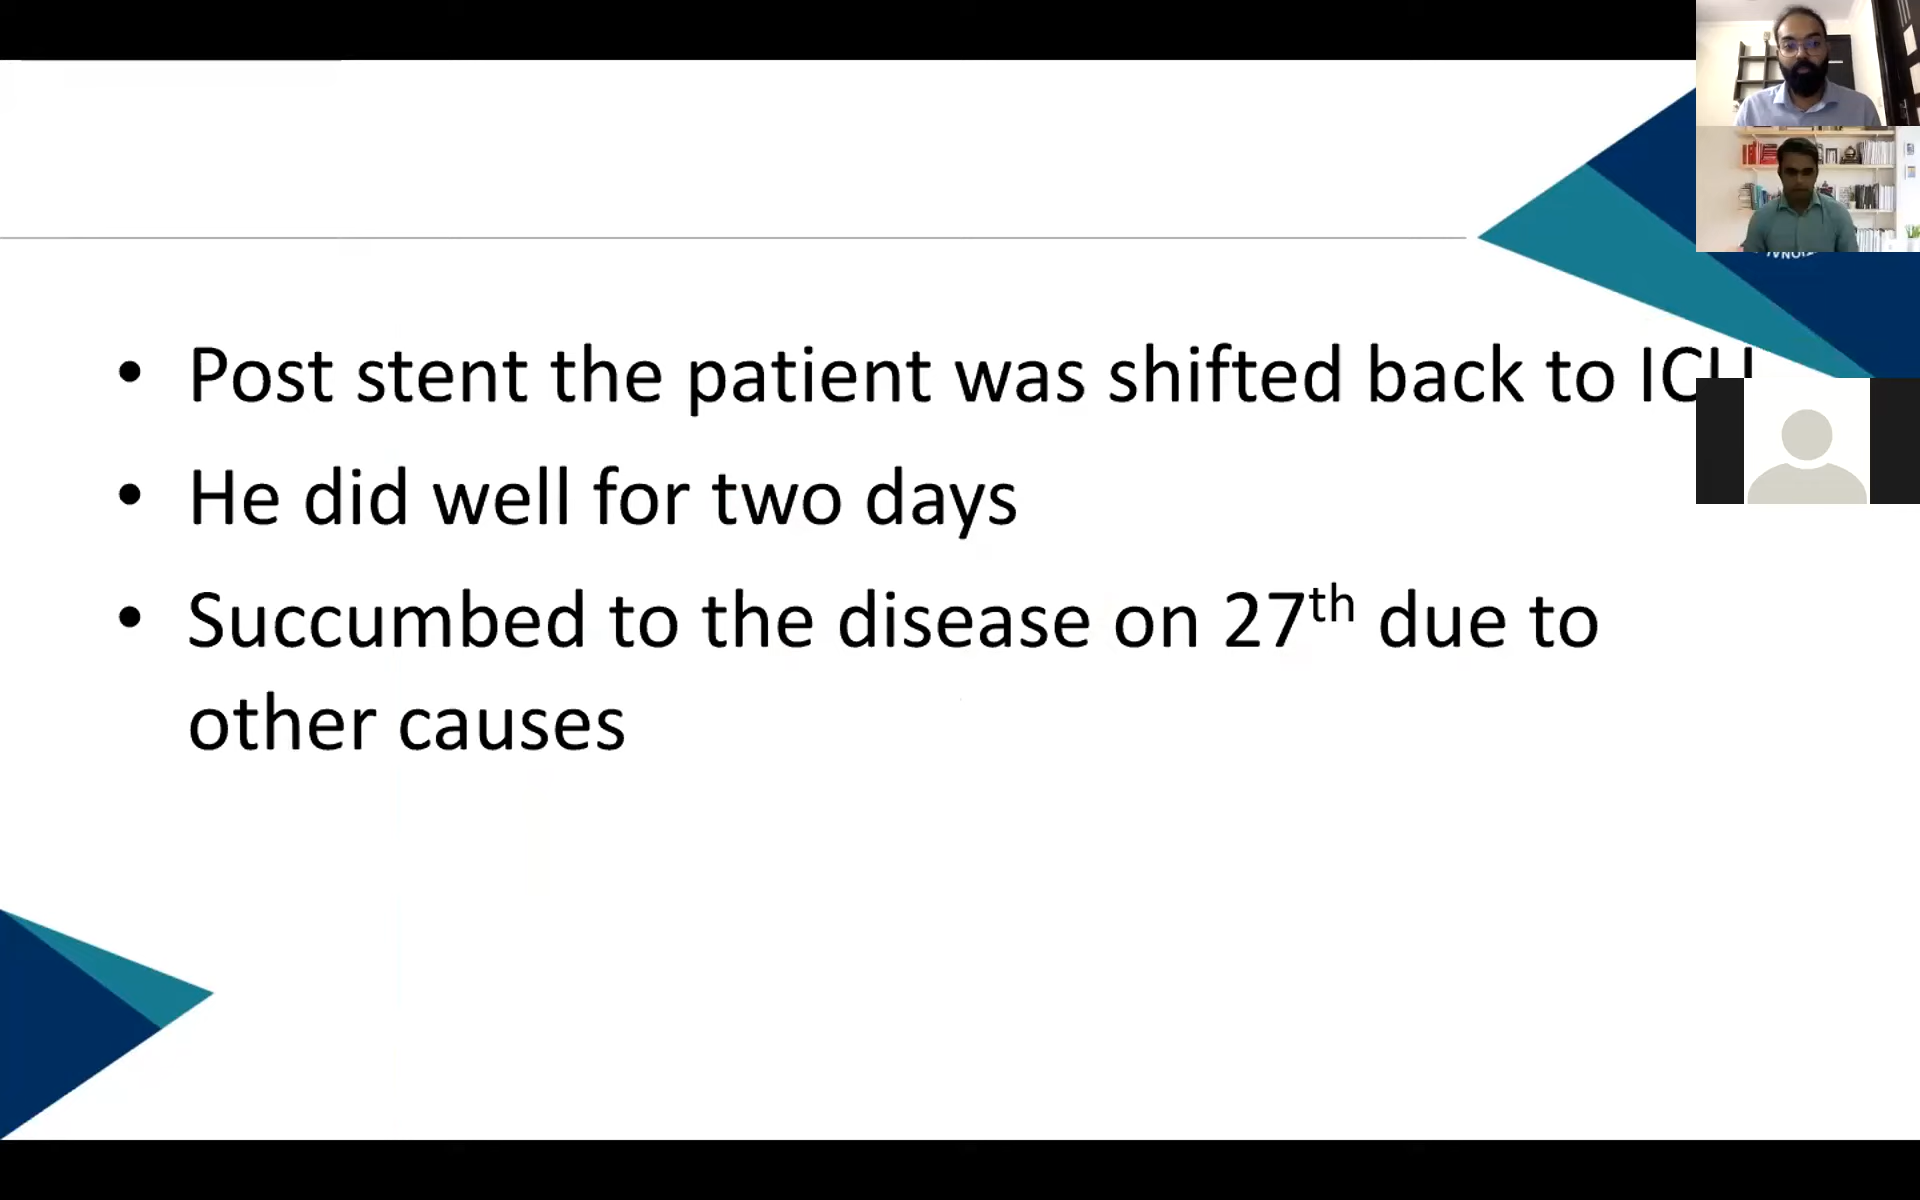 • Post stent the patient was shifted back to ICU
• He did well for two days
• Succumbed to the disease on 27th due to
other causes